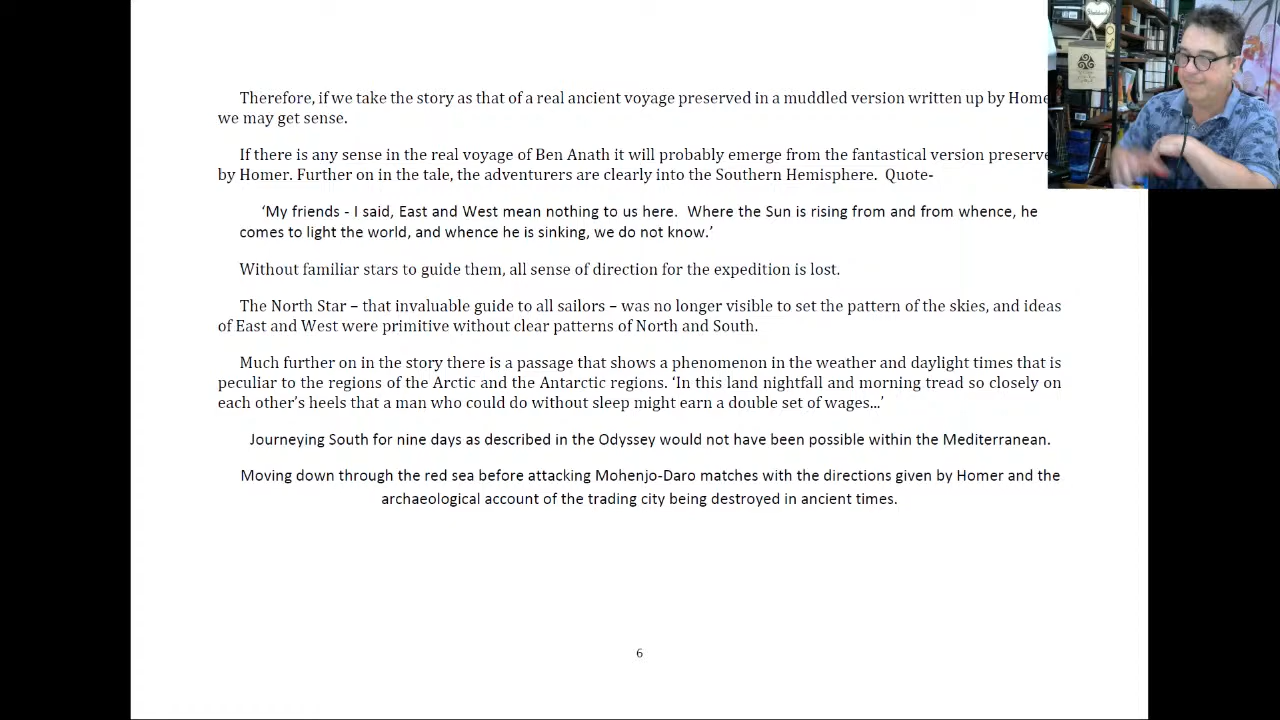 Therefore, if we take the story as that of a real ancient voyage preserved in a muddled version written up by Home
we may get sense.
If there is any sense in the real voyage of Ben Anath it will probably emerge from the fantastical version preserve
by Homer. Further on in the tale, the adventurers are clearly into the Southern Hemisphere.  Quote-
‘My friends - I said, East and West mean nothing to us here.  Where the Sun is rising from and from whence, he
comes to light the world, and whence he is sinking, we do not know.’
Without familiar stars to guide them, all sense of direction for the expedition is lost.
The North Star – that invaluable guide to all sailors – was no longer visible to set the pattern of the skies, and ideas
of East and West were primitive without clear patterns of North and South.
Much further on in the story there is a passage that shows a phenomenon in the weather and daylight times that is
peculiar to the regions of the Arctic and the Antarctic regions. ‘In this land nightfall and morning tread so closely on
each other’s heels that a man who could do without sleep might earn a double set of wages…’
Journeying South for nine days as described in the Odyssey would not have been possible within the Mediterranean.
Moving down through the red sea before attacking Mohenjo-Daro matches with the directions given by Homer and the
archaeological account of the trading city being destroyed in ancient times.
6